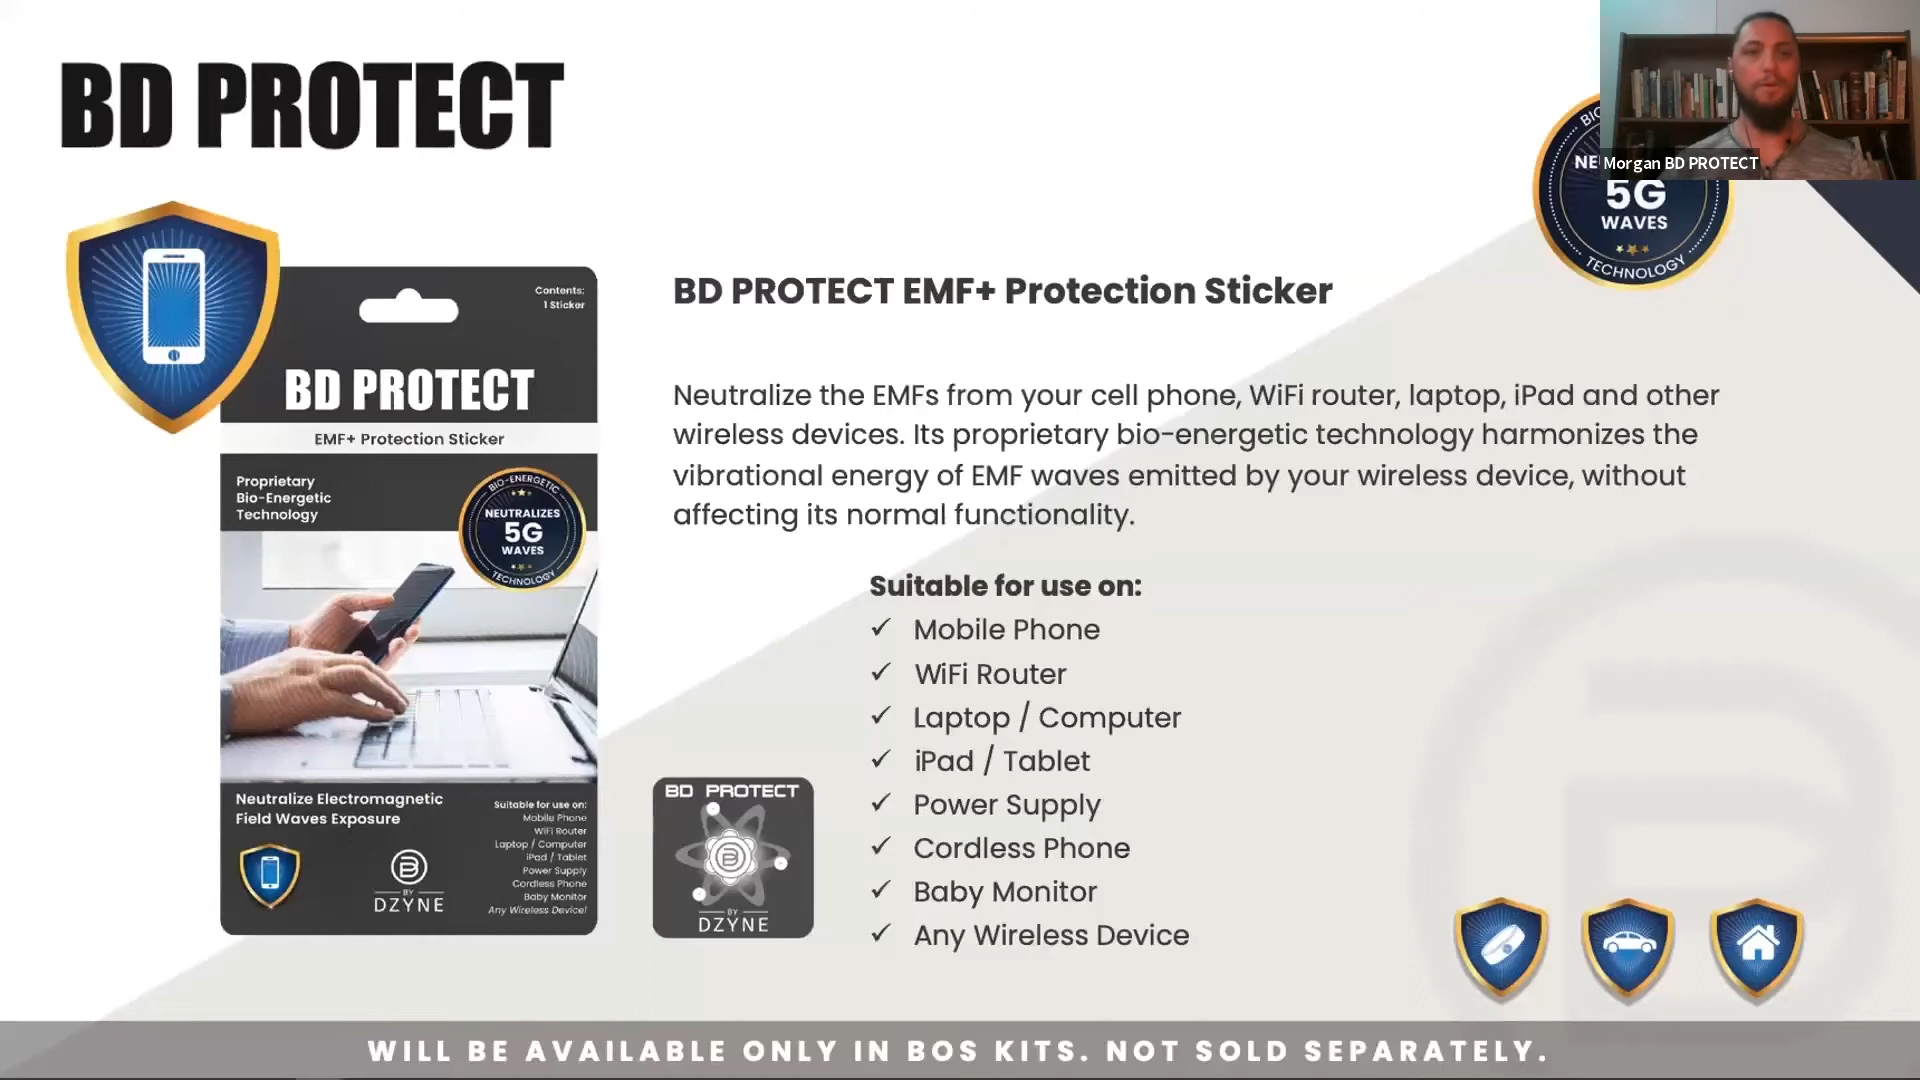 BD PROTECT
Morgan BD PROTECT
5G
WAVES
TECHNOLOGY
BD PROTECT EMF+ Protection Sticker
Neutralize the EMFs from your cell phone, WiFi router, laptop, iPad and other
wireless devices. Its proprietary bio-energetic technology harmonizes the
vibrational energy of EMF waves emitted by your wireless device, without
affecting its normal functionality.
Suitable for use on:
✓ Mobile Phone
✓ WiFi Router
✓ Laptop / Computer
✓ iPad / Tablet
✓ Power Supply
✓ Cordless Phone
✓ Baby Monitor
✓ Any Wireless Device
Contents:
1 Sticker
BD PROTECT
EMF+ Protection Sticker
Proprietary
Bio-Energetic
Technology
BIO-ENERGETIC
NEUTRALIZES
5G
WAVES
TECHNOLOGY
Neutralize Electromagnetic
Field Waves Exposure
B
BY
DZYNE
Suitable for use on:
Mobile Phone
WiFi Router
Laptop / Computer
iPad / Tablet
Power Supply
Cordless Phone
Baby Monitor
Any Wireless Device!
BD PROTECT
B
BY
DZYNE
WILL BE AVAILABLE ONLY IN BOS KITS. NOT SOLD SEPARATELY.